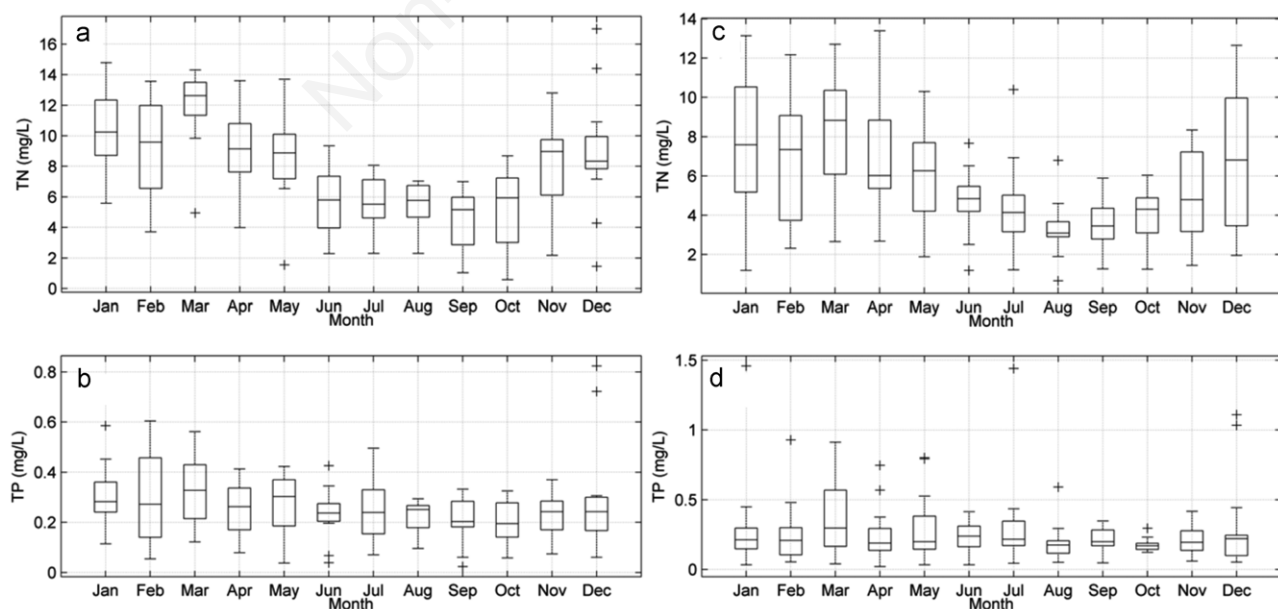 Non-
a
TN (mg/L)
16
14
12
10
8
6
4
2
0
Jan Feb Mar Apr May Jun Jul Aug Sep Oct Nov Dec
Month
c
TN (mg/L)
14
12
10
8
6
4
2
Jan Feb Mar Apr May Jun Jul Aug Sep Oct Nov Dec
Month
b
TP (mg/L)
0.8
0.6
0.4
0.2
0
Jan Feb Mar Apr May Jun Jul Aug Sep Oct Nov Dec
Month
d
TP (mg/L)
1.5
1
0.5
0
Jan Feb Mar Apr May Jun Jul Aug Sep Oct Nov Dec
Month